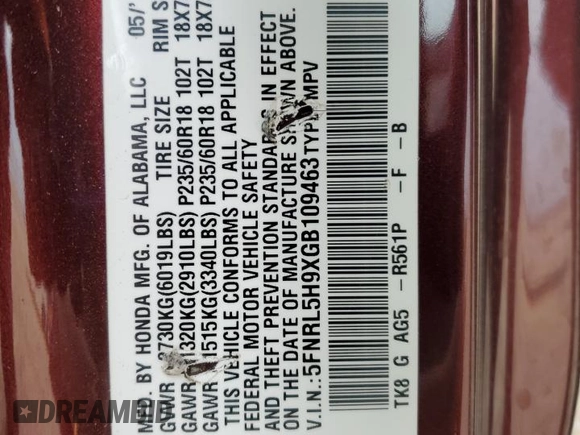 MFD. BY HONDA MFG. OF ALABAMA, LLC 05/
GVWR 2730KG(6019LBS) TIRE SIZE RIM S
GAWR 1320KG(2910LBS) P235/60R18 102T 18X7
GAWR 1515KG(3340LBS) P235/60R18 102T 18X7
THIS VEHICLE CONFORMS TO ALL APPLICABLE
FEDERAL MOTOR VEHICLE SAFETY
AND THEFT PREVENTION STANDARDS IN EFFECT
ON THE DATE OF MANUFACTURE SHOWN ABOVE.
V.I.N.:5FNRL5H9XGB109463 TYPE: MPV
TK8 G AG5 -R561P -F -B
DREAMBID